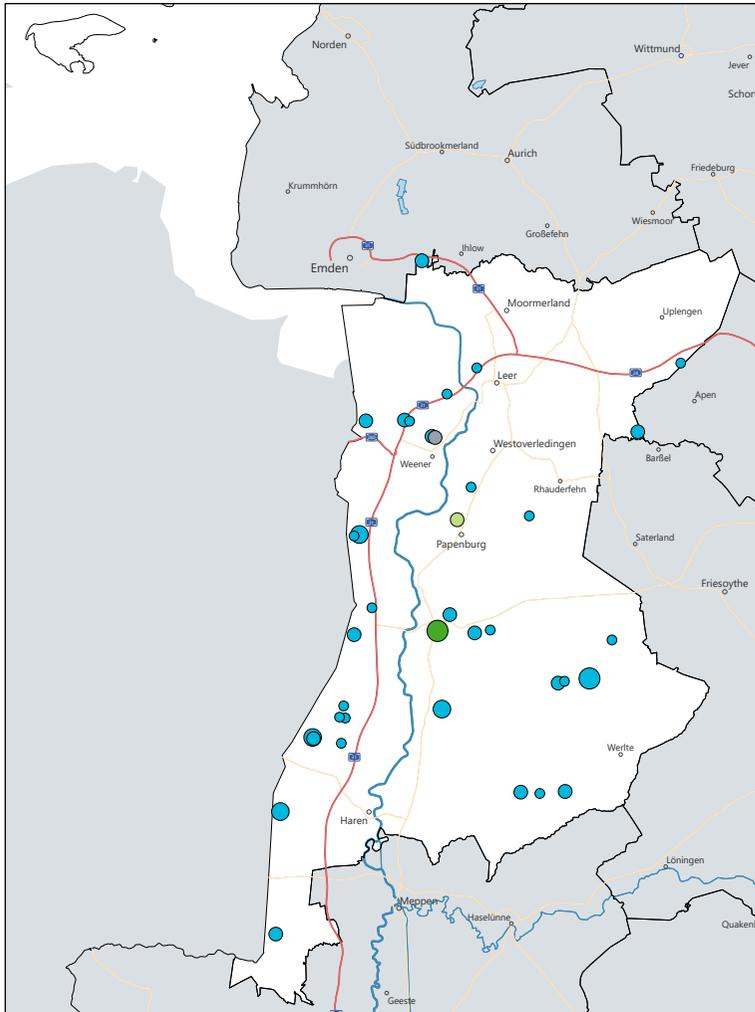 Norden
Wittmund
Jever
Schor
Südbrookmerland
Aurich
Friedeburg
Krummhörn
Wiesmoor
Großefehn
Ihlow
Emden
Moormerland
Uplengen
Leer
Apen
Westoverledingen
Barßel
Weener
Rhauderfehn
Saterland
Papenburg
Friesoythe
Werlte
Haren
Löningen
Meppen
Haselünne
Quakenb
Geeste